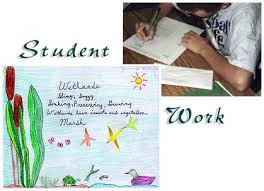 Student
Wetlands
Slimy, Soggy
Soaking, Preserving, Growing
Wetlands have insects and vegetation.
Marsh
Work